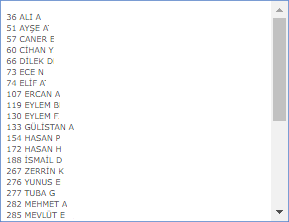 36 ALİ A
51 AYŞE A
57 CANER E
60 CİHAN Y
66 DİLEK D
73 ECE N
74 ELİF A
107 ERCAN A
119 EYLEM B
130 EYLEM F
133 GÜLİSTAN A
154 HASAN P
172 HASAN H
188 İSMAİL D
267 ZERRİN K
276 YUNUS E
277 TUBA G
282 MEHMET A
285 MEVLÜT E